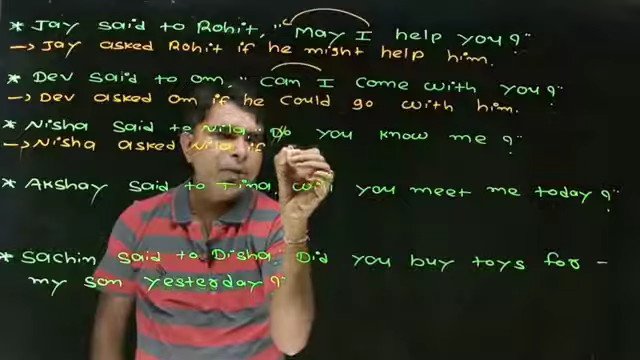 * Jay said to Rohit, "May I help you?"
→ Jay asked Rohit if he might help him.
* Dev said to om, "Can I come with you?"
→ Dev asked om if he could go with him.
* Nisha said to Nila, Do you know me ?"
→ Nisha asked Nila if
* Akshay said to Tina, will you meet me today ?"
* Sachin said to Disha, Did you buy toys for -
my son yesterday ?"